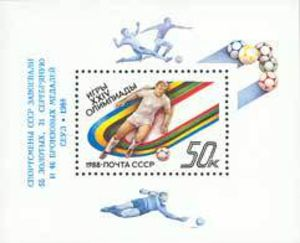 СПОРТСМЕНЫ СССР ЗАВОЕВАЛИ
55 ЗОЛОТЫХ, 31 СЕРЕБРЯНУЮ
И 46 БРОНЗОВЫХ МЕДАЛЕЙ
СЕУЛ · 1988
ИГРЫ
XXIV
ОЛИМПИАДЫ
1988·ПОЧТА СССР
50к